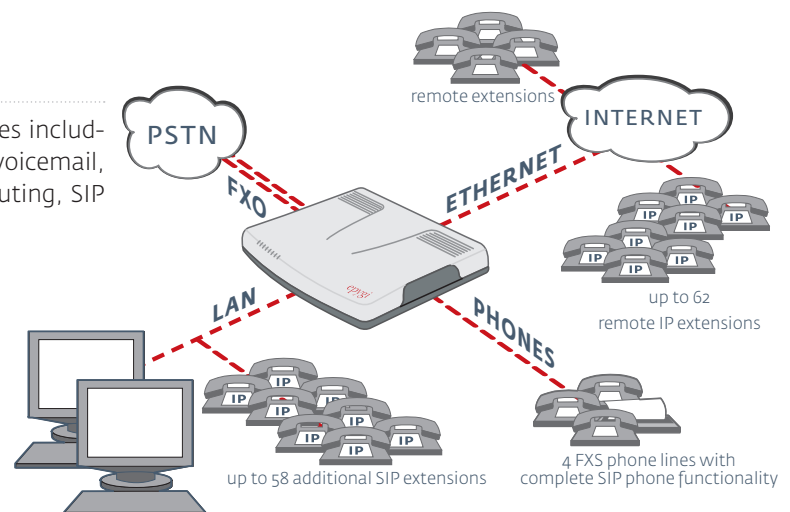 remote extensions
es includ-
voicemail,
uting, SIP
PSTN
INTERNET
FXO
ETHERNET
IP
IP
IP
IP
IP
IP
IP
IP
epygi
up to 62
remote IP extensions
LAN
PHONES
IP
IP
IP
IP
IP
IP
IP
IP
up to 58 additional SIP extensions
4 FXS phone lines with
complete SIP phone functionality